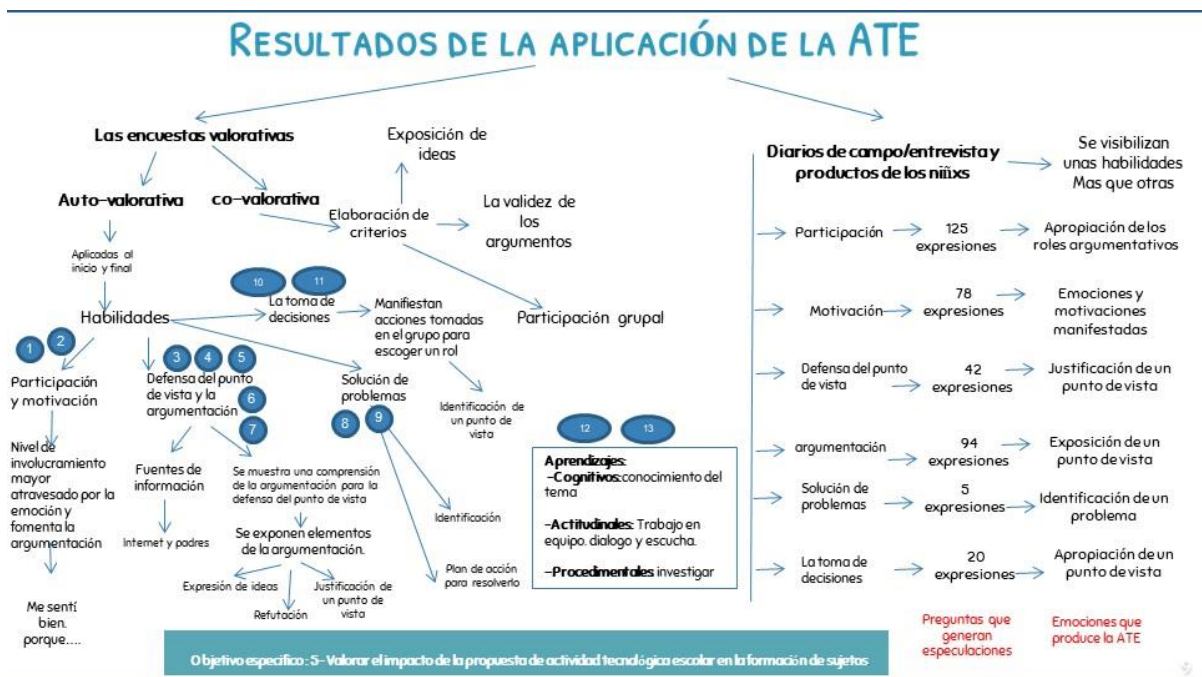 RESULTADOS DE LA APLICACIÓN DE LA ATE
Las encuestas valorativas
Auto-valorativa
co-valorativa
Exposición de
ideas
Elaboración de
criterios
La validez de
los
argumentos
Participación grupal
Aplicadas al
inicio y final
Habilidades
1
2
Participación
y motivación
Nivel de
involucramiento
mayor
atravesado por la
emoción y
fomenta la
argumentación
Me sentí
bien.
porque....
3
4
5
Defensa del punto
de vista y la
argumentación
6
7
Fuentes de
información
Internet y padres
Se muestra una comprensión
de la argumentación para la
defensa del punto de vista
Se exponen elementos
de la argumentación.
Expresión de ideas
Refutación
Justificación de
un punto de
vista
10
11
La toma de
decisiones
Manifiestan
acciones tomadas
en el grupo para
escoger un rol
Identificación de
un punto de
vista
Solución de
problemas
8
9
Identificación
Plan de acción
para resolverlo
12
13
Aprendizajes:
-Cognitivos:conocimiento del
tema
-Actitudinales: Trabajo en
equipo. dialogo y escucha.
-Procedimentales investigar
Diarios de campo/entrevista y
productos de los niñxs
Se visibilizan
unas habilidades
Mas que otras
Participación
125
expresiones
Apropiación de los
roles argumentativos
Motivación
78
expresiones
Emociones y
motivaciones
manifestadas
Defensa del punto
de vista
42
expresiones
Justificación de un
punto de vista
argumentación
94
expresiones
Exposición de un
punto de vista
Solución de
problemas
5
expresiones
Identificación de un
problema
La toma de
decisiones
20
expresiones
Apropiación de un
punto de vista
Preguntas que
generan
especulaciones
Emociones que
produce la ATE
Objetivo especifico : 5- Valorar el impacto de la propuesta de actividad tecnológica escolar en la formación de sujetos